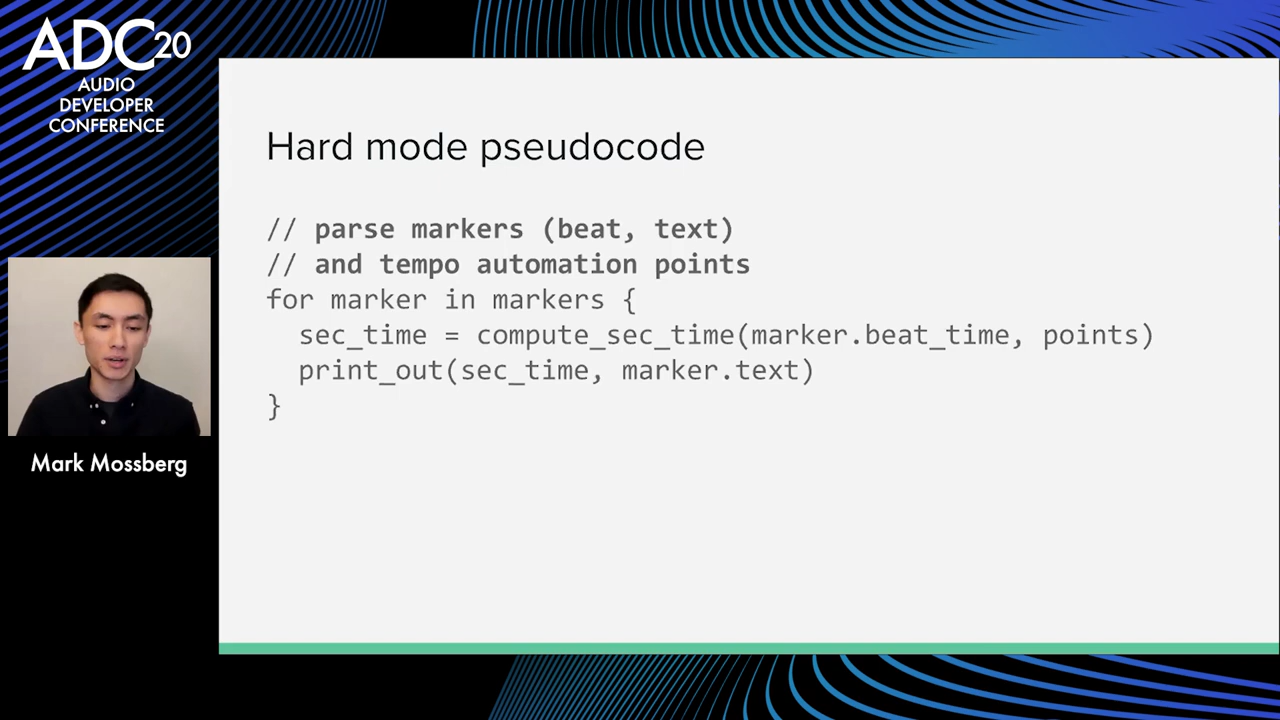 ADC20
AUDIO
DEVELOPER
CONFERENCE
Hard mode pseudocode
// parse markers (beat, text)
// and tempo automation points
for marker in markers {
  sec_time = compute_sec_time(marker.beat_time, points)
  print_out(sec_time, marker.text)
}
Mark Mossberg